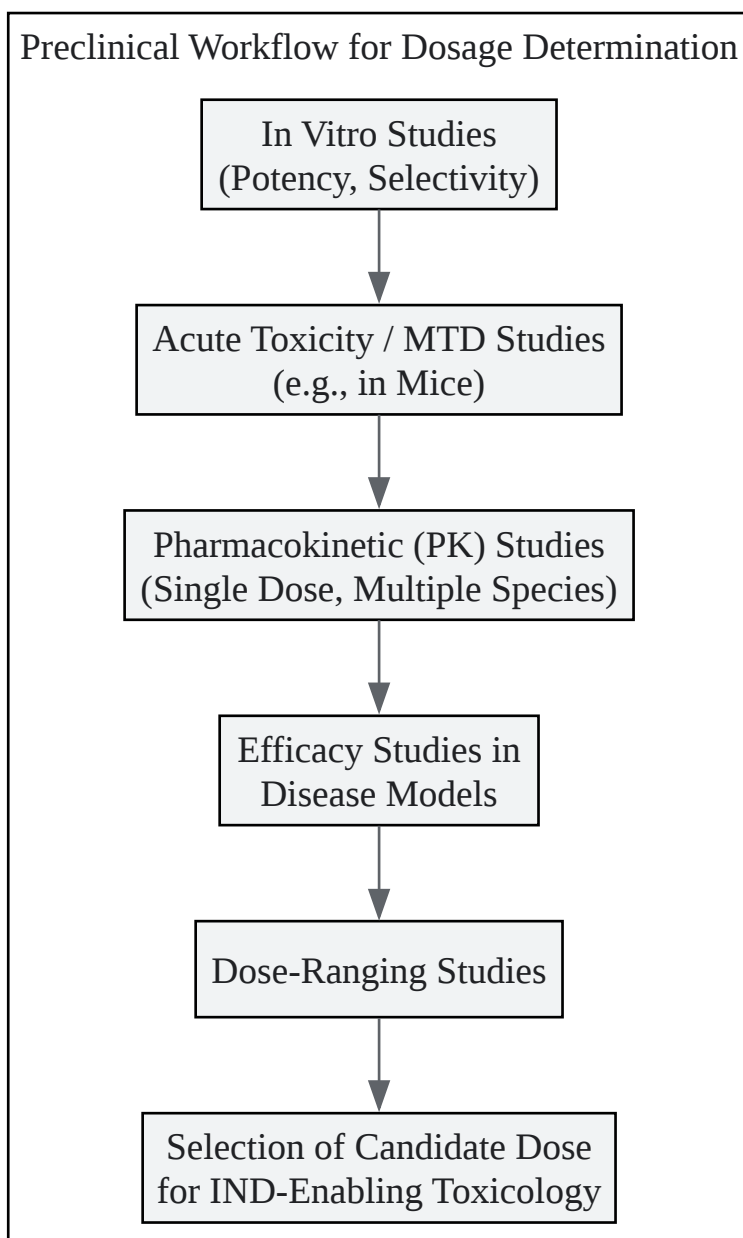 Preclinical Workflow for Dosage Determination
In Vitro Studies
(Potency, Selectivity)
Acute Toxicity / MTD Studies
(e.g., in Mice)
Pharmacokinetic (PK) Studies
(Single Dose, Multiple Species)
Efficacy Studies in
Disease Models
Dose-Ranging Studies
Selection of Candidate Dose
for IND-Enabling Toxicology